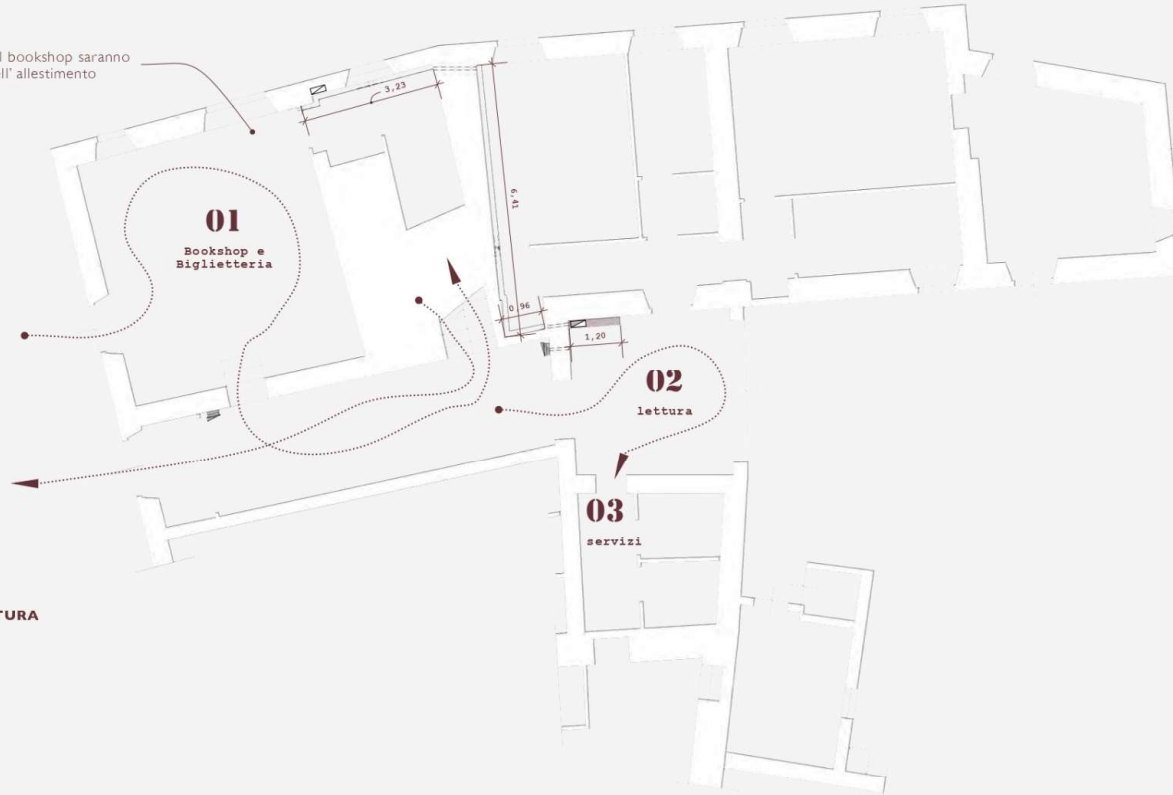 l bookshop saranno
ell' allestimento
3,23
6,41
01
Bookshop e
Biglietteria
0,96
1,20
02
lettura
03
servizi
TURA